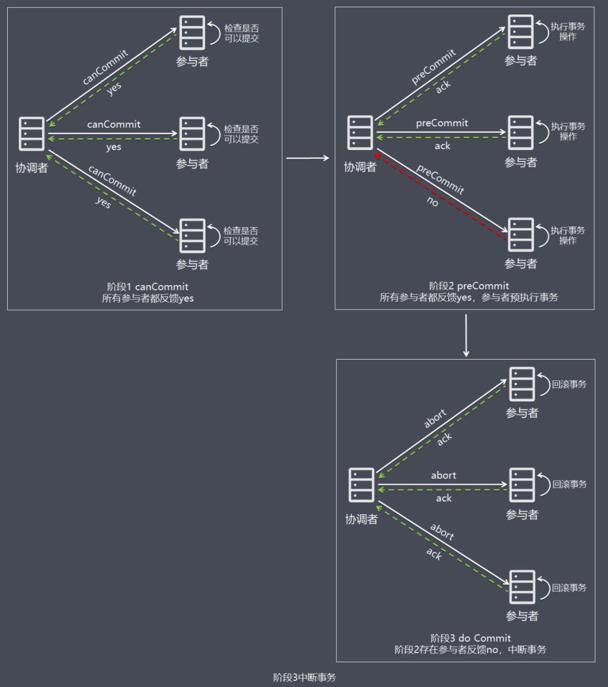 检查是否
可以提交
canCommit
yes
参与者
检查是否
可以提交
canCommit
yes
协调者
参与者
检查是否
可以提交
canCommit
yes
参与者
阶段1 canCommit
所有参与者都反馈yes
执行事务
操作
preCommit
ack
参与者
执行事务
操作
preCommit
ack
协调者
参与者
执行事务
操作
preCommit
no
参与者
阶段2 preCommit
所有参与者都反馈yes，参与者预执行事务
回滚事务
abort
ack
参与者
回滚事务
abort
ack
协调者
参与者
回滚事务
abort
ack
参与者
阶段3 do Commit
阶段2存在参与者反馈no，中断事务
阶段3中断事务